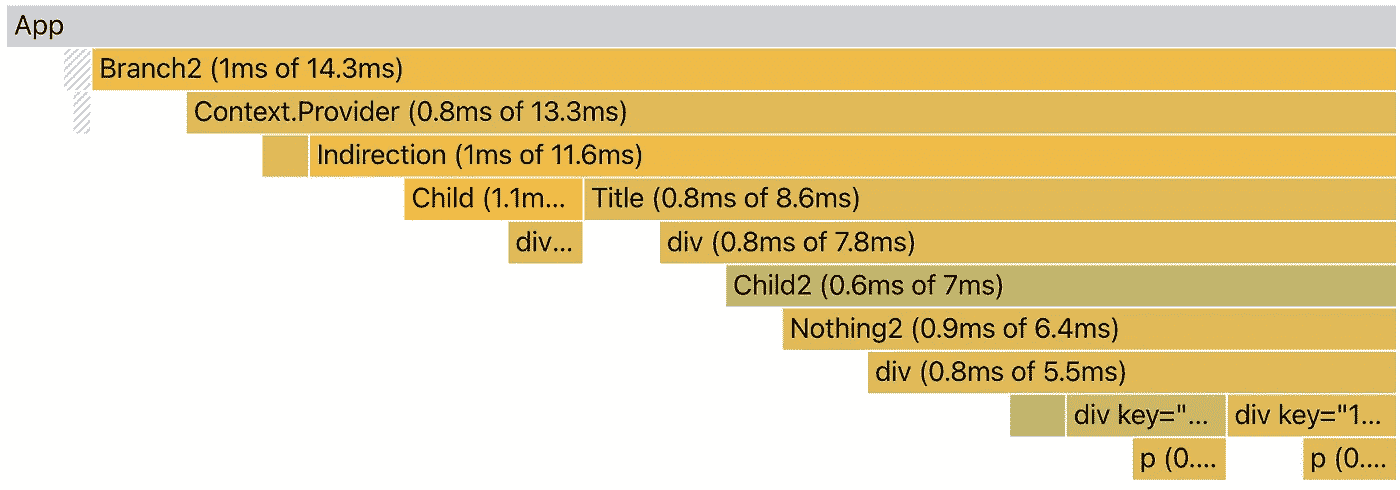 App
Branch2 (1ms of 14.3ms)
Context.Provider (0.8ms of 13.3ms)
Indirection (1ms of 11.6ms)
Child (1.1m... Title (0.8ms of 8.6ms)
div... div (0.8ms of 7.8ms)
Child2 (0.6ms of 7ms)
Nothing2 (0.9ms of 6.4ms)
div (0.8ms of 5.5ms)
div key="... div key="1...
p (0.... p (0....